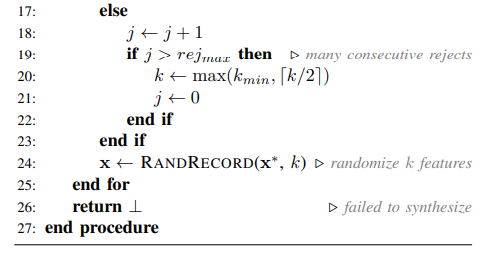 17: else
18: j ← j + 1
19: if j > rej_max then ▷ many consecutive rejects
20: k ← max(k_min, ⌈k/2⌉)
21: j ← 0
22: end if
23: end if
24: x ← RANDRECORD(x*, k) ▷ randomize k features
25: end for
26: return ⊥ ▷ failed to synthesize
27: end procedure